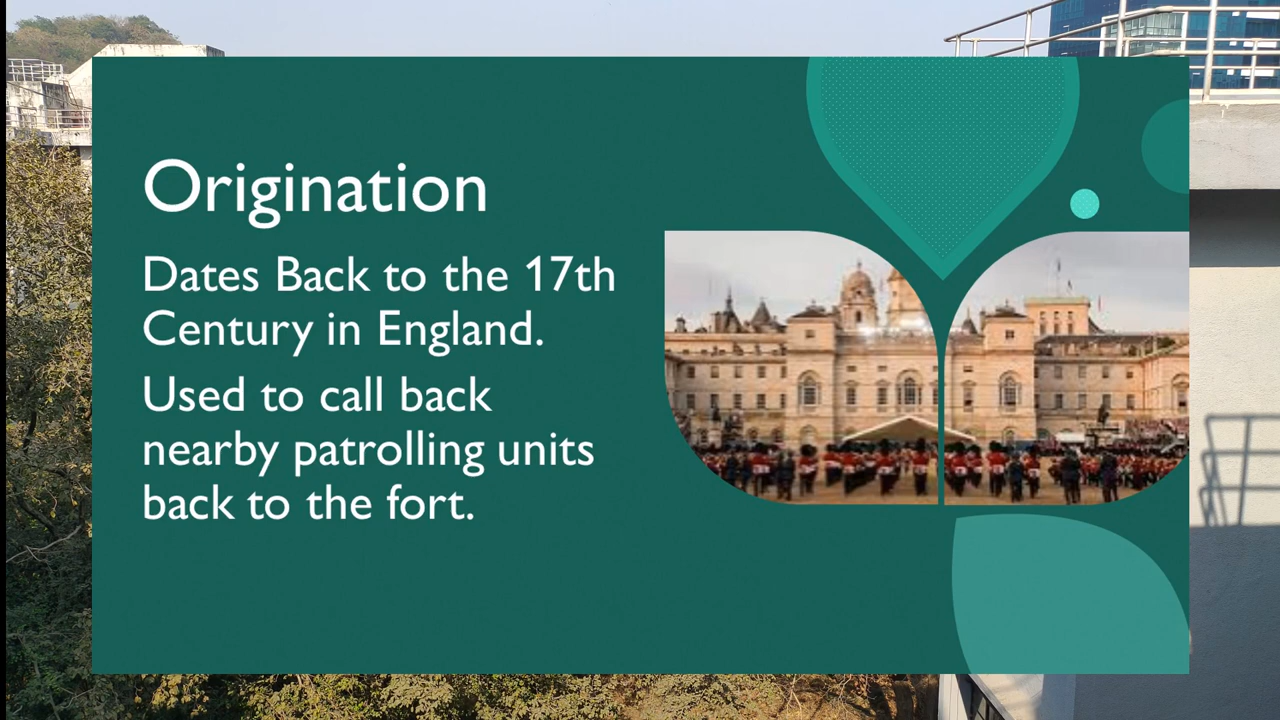 Origination
Dates Back to the 17th
Century in England.
Used to call back
nearby patrolling units
back to the fort.